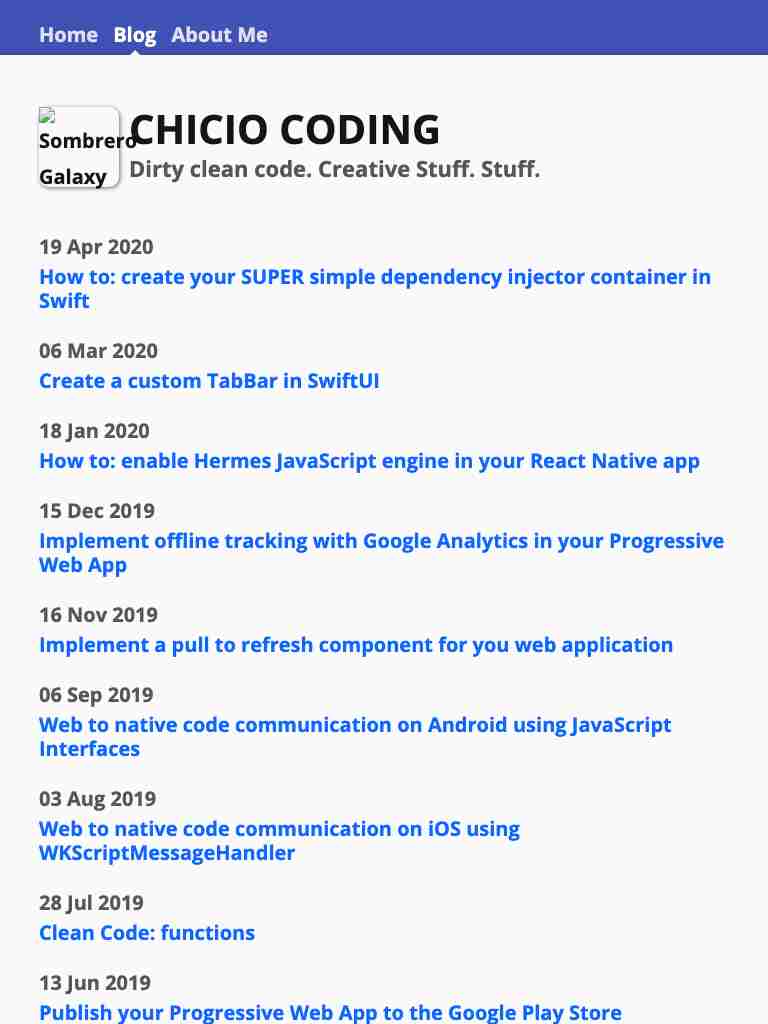 Home Blog About Me
Sombrero
Galaxy
CHICIO CODING
Dirty clean code. Creative Stuff. Stuff.
19 Apr 2020
How to: create your SUPER simple dependency injector container in
Swift
06 Mar 2020
Create a custom TabBar in SwiftUI
18 Jan 2020
How to: enable Hermes JavaScript engine in your React Native app
15 Dec 2019
Implement offline tracking with Google Analytics in your Progressive
Web App
16 Nov 2019
Implement a pull to refresh component for you web application
06 Sep 2019
Web to native code communication on Android using JavaScript
Interfaces
03 Aug 2019
Web to native code communication on iOS using
WKScriptMessageHandler
28 Jul 2019
Clean Code: functions
13 Jun 2019
Publish your Progressive Web App to the Google Play Store